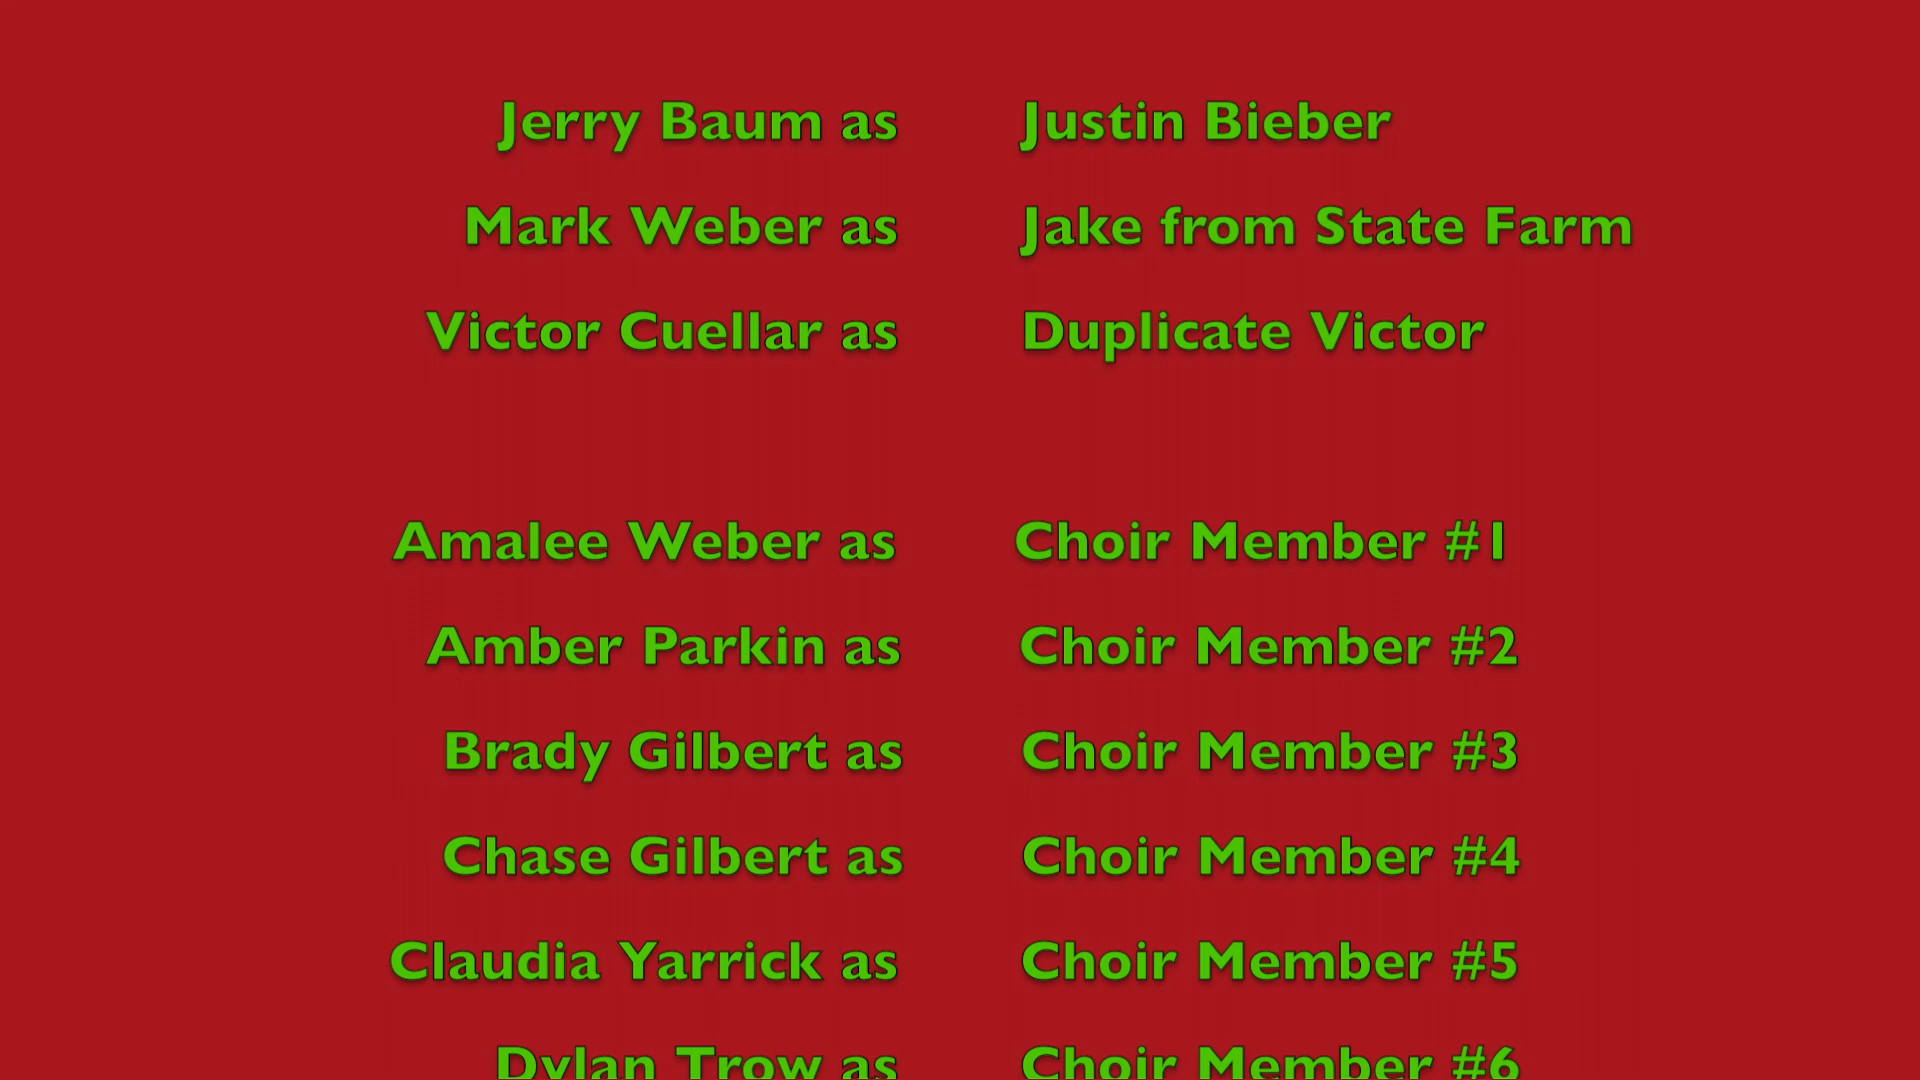 Jerry Baum as Justin Bieber
Mark Weber as Jake from State Farm
Victor Cuellar as Duplicate Victor
Amalee Weber as Choir Member #1
Amber Parkin as Choir Member #2
Brady Gilbert as Choir Member #3
Chase Gilbert as Choir Member #4
Claudia Yarrick as Choir Member #5
Dylan Trow as Choir Member #6